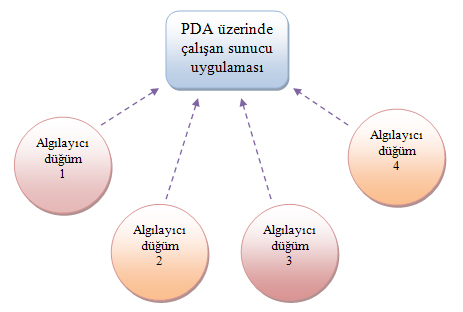 PDA üzerinde
çalışan sunucu
uygulaması
Algılayıcı
düğüm
1
Algılayıcı
düğüm
2
Algılayıcı
düğüm
3
Algılayıcı
düğüm
4